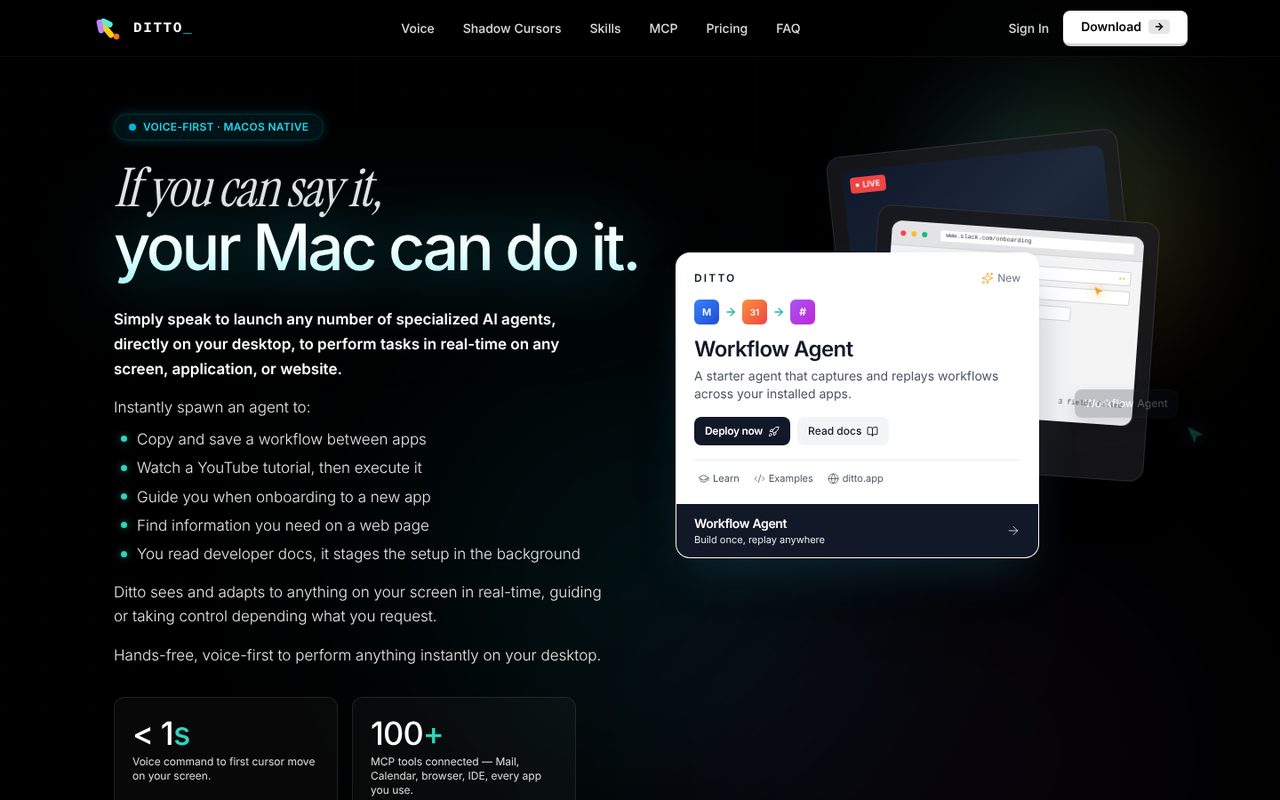 DITTO_
Voice
Shadow Cursors
Skills
MCP
Pricing
FAQ
Sign In
Download
VOICE-FIRST · MACOS NATIVE
If you can say it,
your Mac can do it.
Simply speak to launch any number of specialized AI agents,
directly on your desktop, to perform tasks in real-time on any
screen, application, or website.
Instantly spawn an agent to:
Copy and save a workflow between apps
Watch a YouTube tutorial, then execute it
Guide you when onboarding to a new app
Find information you need on a web page
You read developer docs, it stages the setup in the background
Ditto sees and adapts to anything on your screen in real-time, guiding
or taking control depending what you request.
Hands-free, voice-first to perform anything instantly on your desktop.
< 1s
Voice command to first cursor move
on your screen.
100+
MCP tools connected — Mail,
Calendar, browser, IDE, every app
you use.
LIVE
www.slack.com/onboarding
DITTO
New
M
31
#
Workflow Agent
A starter agent that captures and replays workflows
across your installed apps.
Deploy now
Read docs
Learn
Examples
ditto.app
Workflow Agent
Build once, replay anywhere
Workflow Agent